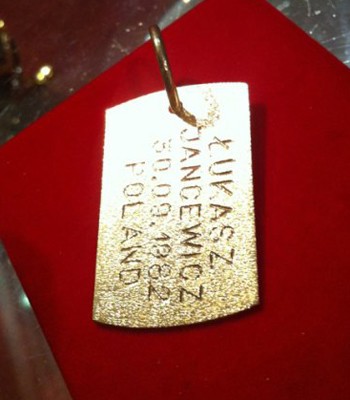 ŁUKASZ
JANCEWICZ
30.09.1982
POLAND